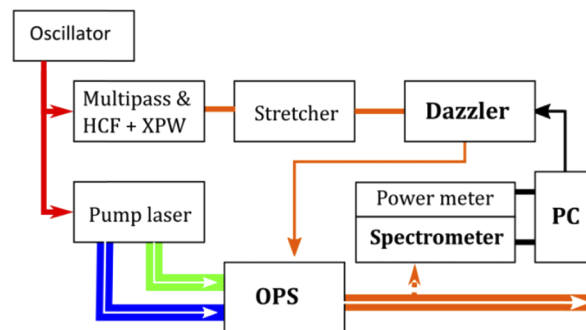 Oscillator
Multipass &
HCF + XPW
Stretcher
Dazzler
Pump laser
Power meter
Spectrometer
PC
OPS